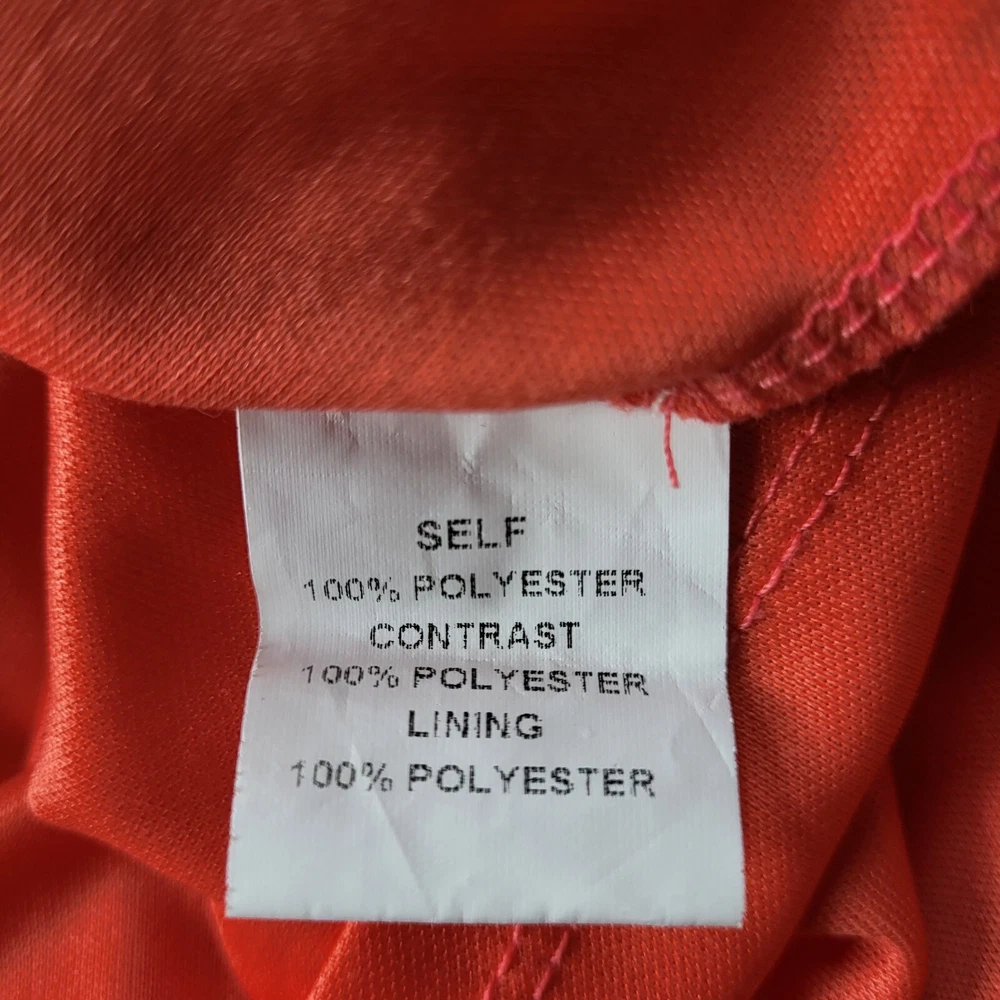 SELF
100% POLYESTER
CONTRAST
100% POLYESTER
LINING
100% POLYESTER